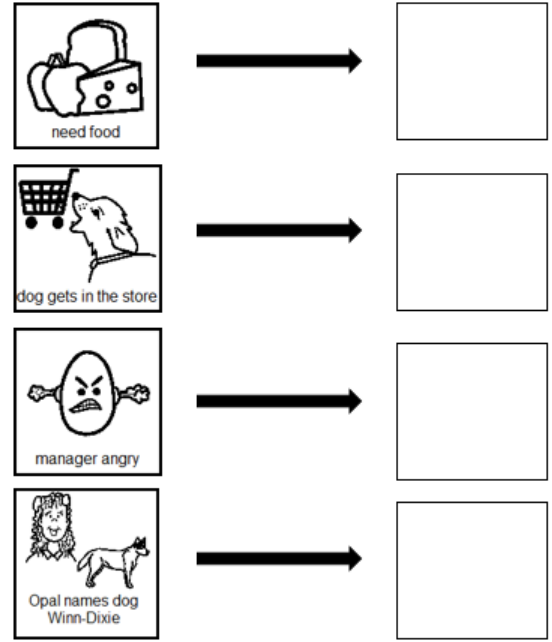 need food
dog gets in the store
manager angry
Opal names dog
Winn-Dixie